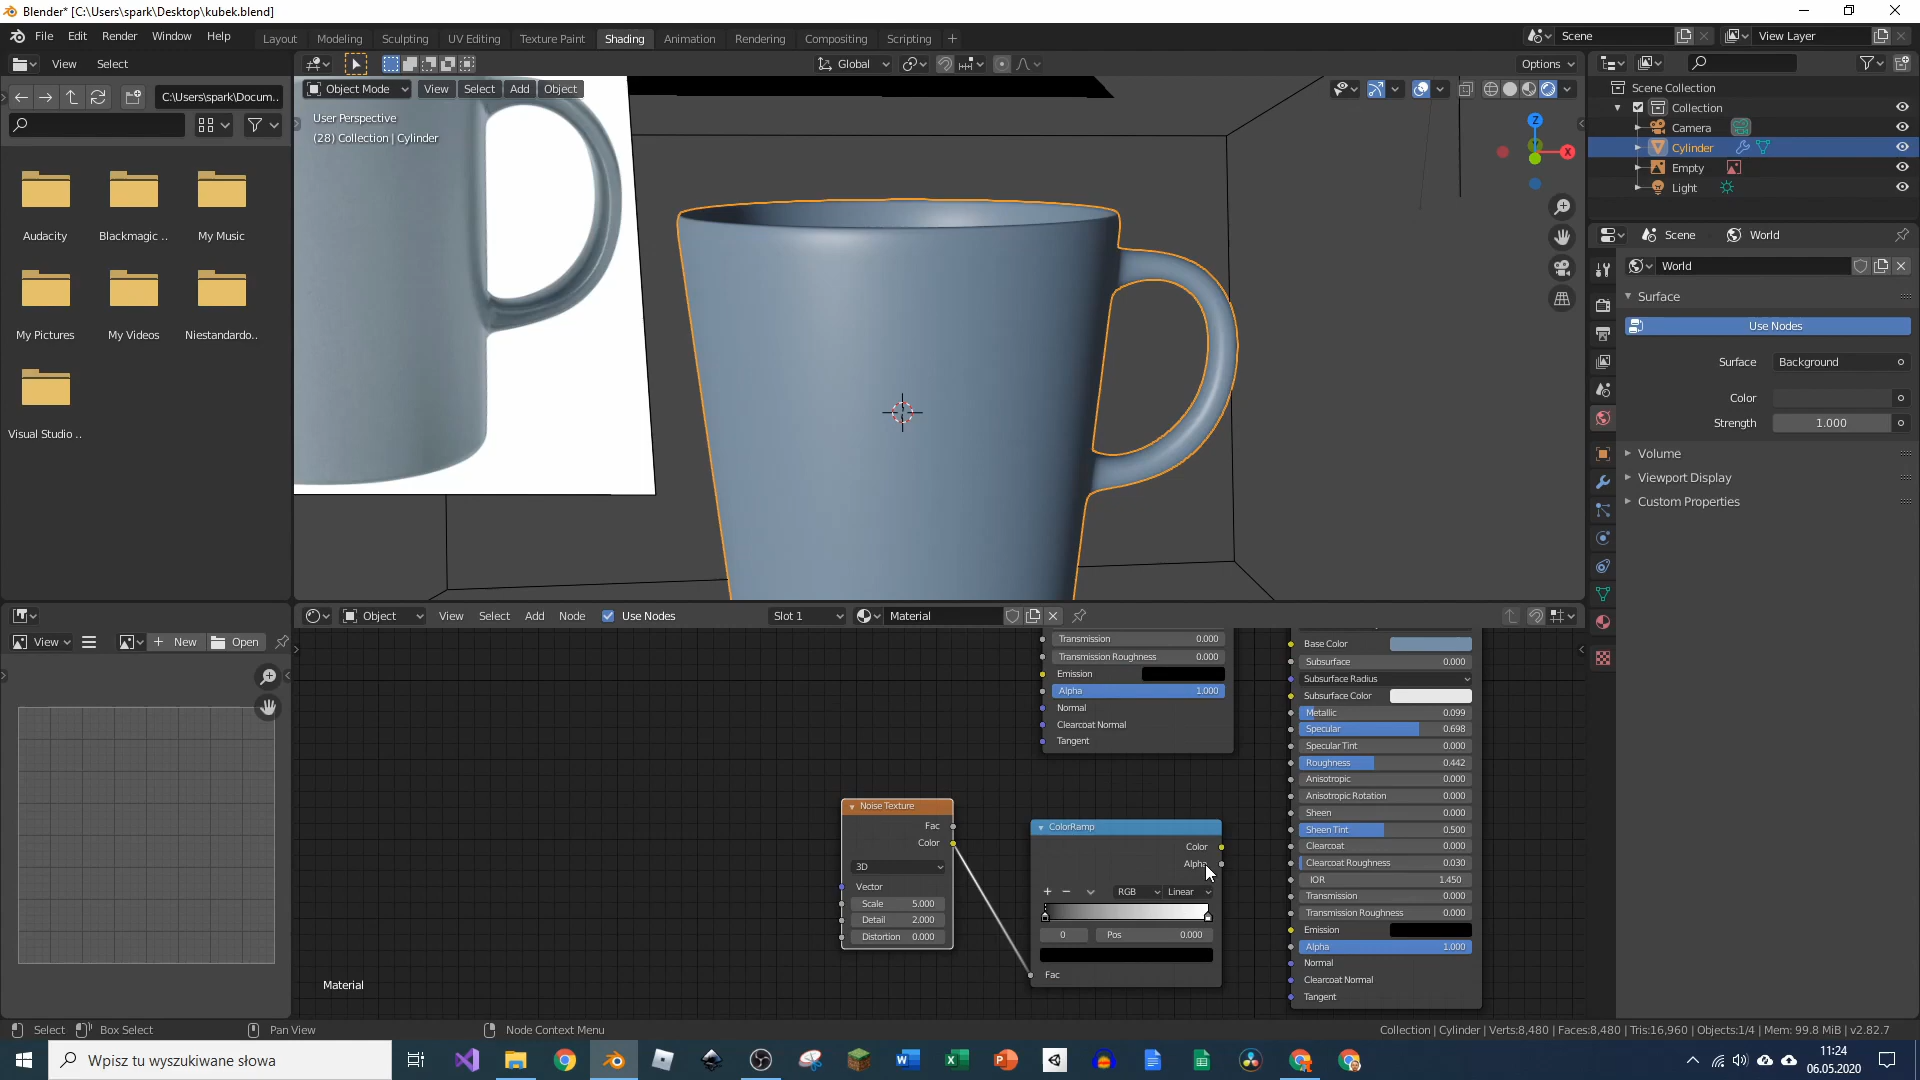 Blender* [C:\Users\spark\Desktop\kubek.blend]
File Edit Render Window Help
Layout Modeling Sculpting UV Editing Texture Paint Shading Animation Rendering Compositing Scripting
Scene
View Layer
View Select
Global
Options
C:\Users\spark\Docum..
Object Mode View Select Add Object
User Perspective
(28) Collection | Cylinder
Z
X
Audacity
Blackmagic ..
My Music
My Pictures
My Videos
Niestandardo..
Visual Studio ..
Scene Collection
Collection
Camera
Cylinder
Empty
Light
Scene
World
World
Surface
Use Nodes
Surface Background
Color
Strength 1.000
Volume
Viewport Display
Custom Properties
View
New
Open
Object View Select Add Node Use Nodes Slot 1 Material
Transmission 0.000
Transmission Roughness 0.000
Emission
Alpha 1.000
Normal
Clearcoat Normal
Tangent
Noise Texture
Fac
Color
3D
Vector
Scale 5.000
Detail 2.000
Distortion 0.000
ColorRamp
Color
Alpha
RGB Linear
0 Pos 0.000
Fac
Base Color
Subsurface 0.000
Subsurface Radius
Subsurface Color
Metallic 0.099
Specular 0.698
Specular Tint 0.000
Roughness 0.442
Anisotropic 0.000
Anisotropic Rotation 0.000
Sheen 0.000
Sheen Tint 0.500
Clearcoat 0.000
Clearcoat Roughness 0.030
IOR 1.450
Transmission 0.000
Transmission Roughness 0.000
Emission
Alpha 1.000
Normal
Clearcoat Normal
Tangent
Material
Select Box Select Pan View Node Context Menu
Collection | Cylinder | Verts:8,480 | Faces:8,480 | Tris:16,960 | Objects:1/4 | Mem: 99.8 MiB | v2.82.7
Wpisz tu wyszukiwane słowa
11:24
06.05.2020